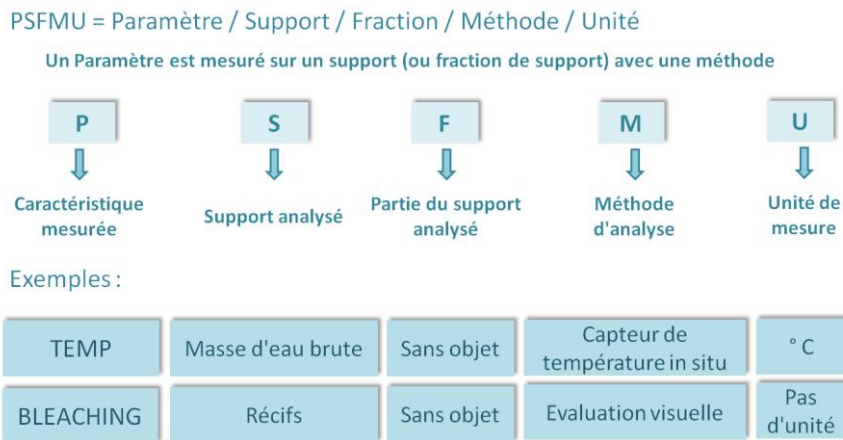 PSFMU = Paramètre / Support / Fraction / Méthode / Unité
Un Paramètre est mesuré sur un support (ou fraction de support) avec une méthode
P
S
F
M
U
Caractéristique
mesurée
Support analysé
Partie du support
analysé
Méthode
d'analyse
Unité de
mesure
Exemples :
TEMP
Masse d'eau brute
Sans objet
Capteur de
température in situ
° C
BLEACHING
Récifs
Sans objet
Evaluation visuelle
Pas
d'unité